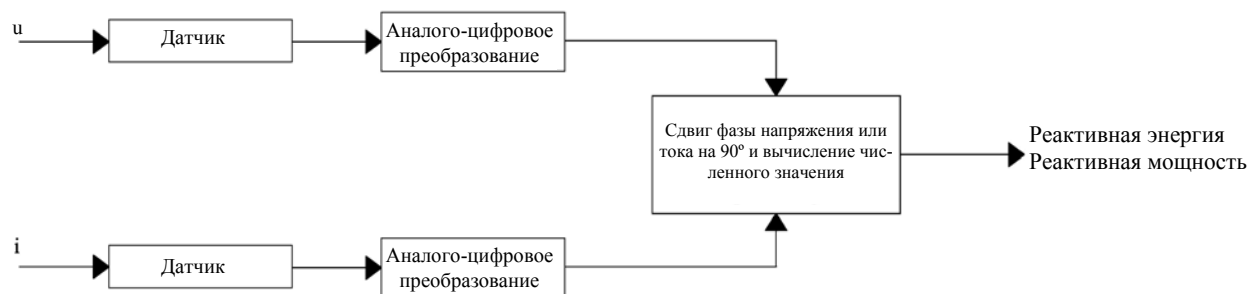 u
Датчик
Аналого-цифровое
преобразование
Сдвиг фазы напряжения или
тока на 90º и вычисление чис-
ленного значения
Реактивная энергия
Реактивная мощность
i
Датчик
Аналого-цифровое
преобразование